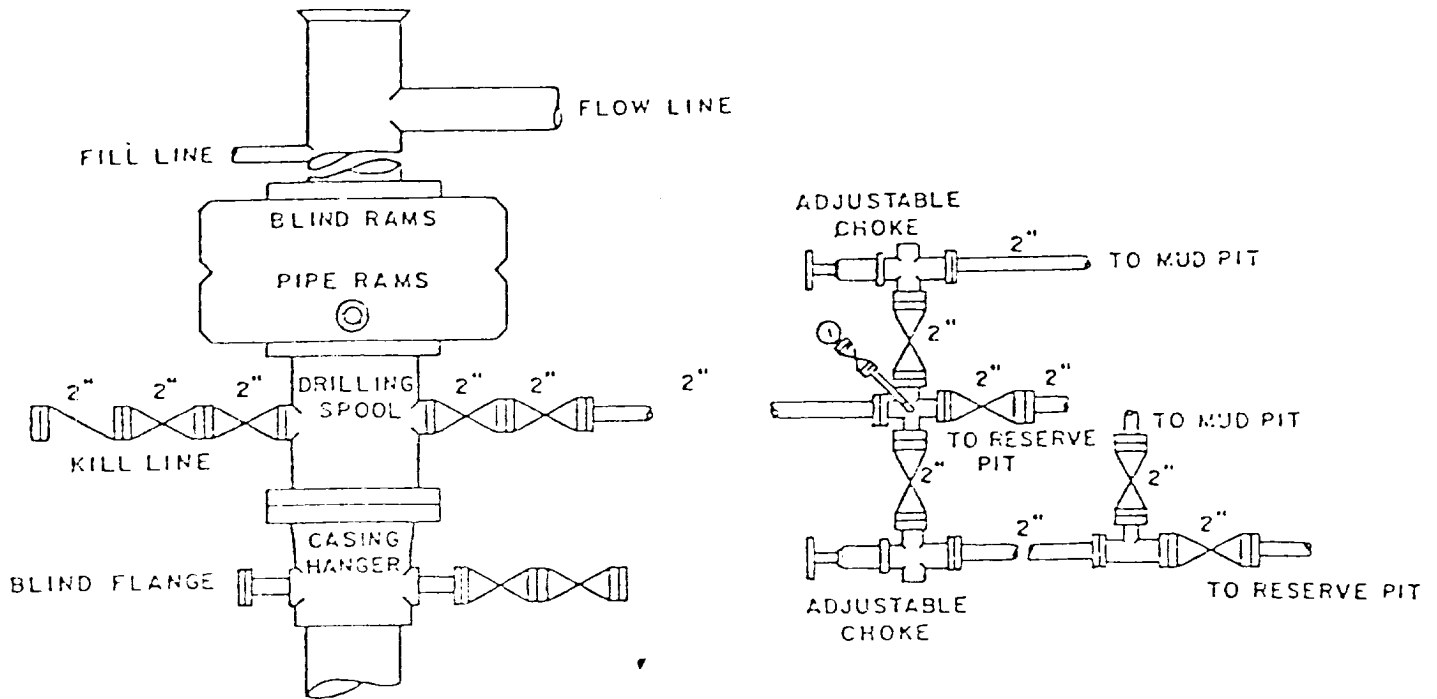 FLOW LINE
FILL LINE
BLIND RAMS
PIPE RAMS
2" 2" 2" DRILLING 2" 2" 2"
SPOOL
KILL LINE
CASING
HANGER
BLIND FLANGE
ADJUSTABLE
CHOKE
2"
TO MUD PIT
2"
2" 2"
TO RESERVE
PIT
TO MUD PIT
2"
2"
2" 2"
TO RESERVE PIT
ADJUSTABLE
CHOKE